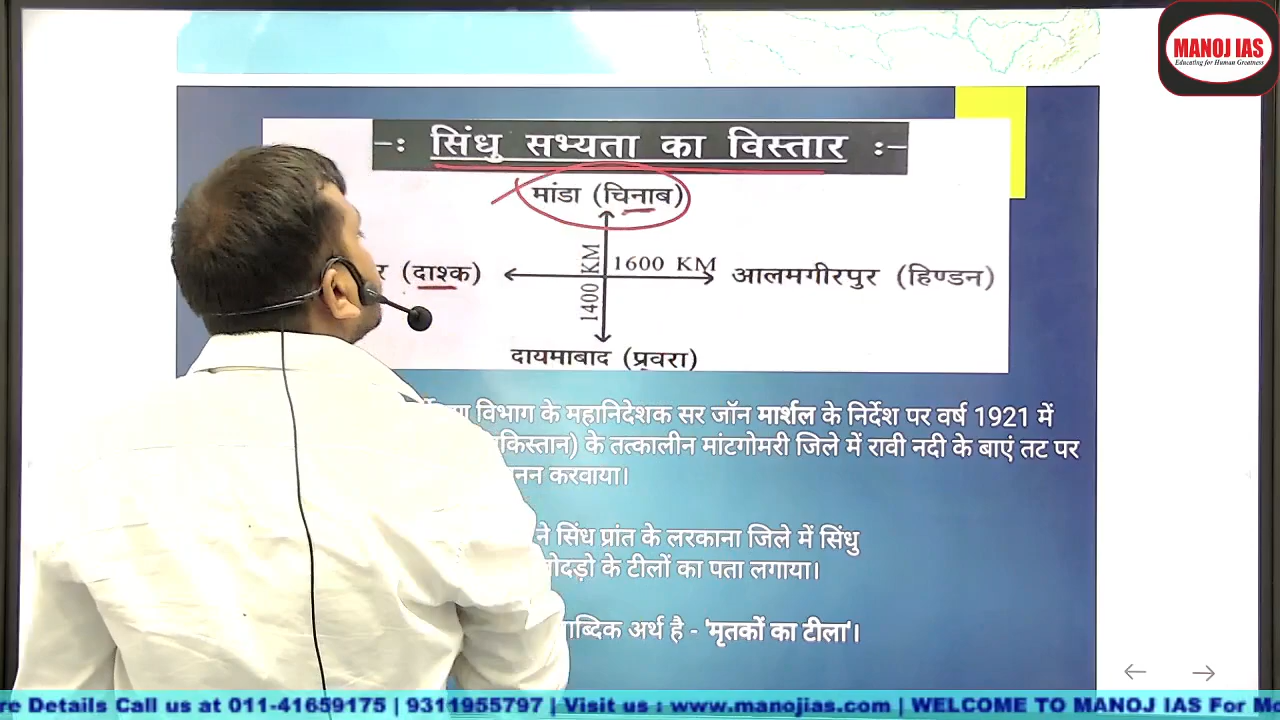 MANOJ IAS
Educating for Human Greatness
-: सिंधु सभ्यता का विस्तार :-
मांडा (चिनाब)
(दाश्क)
1600 KM
1400 KM
आलमगीरपुर (हिण्डन)
दायमाबाद (प्रवरा)
विभाग के महानिदेशक सर जॉन मार्शल के निर्देश पर वर्ष 1921 में
के तत्कालीन मांटगोमरी जिले में रावी नदी के बाएं तट पर
करवाया।
ने सिंध प्रांत के लरकाना जिले में सिंधु
के टीलों का पता लगाया।
अर्थ है - 'मृतकों का टीला'।
re Details Call us at 011-41659175 | 9311955797 | Visit us : www.manojias.com | WELCOME TO MANOJ IAS For Mo